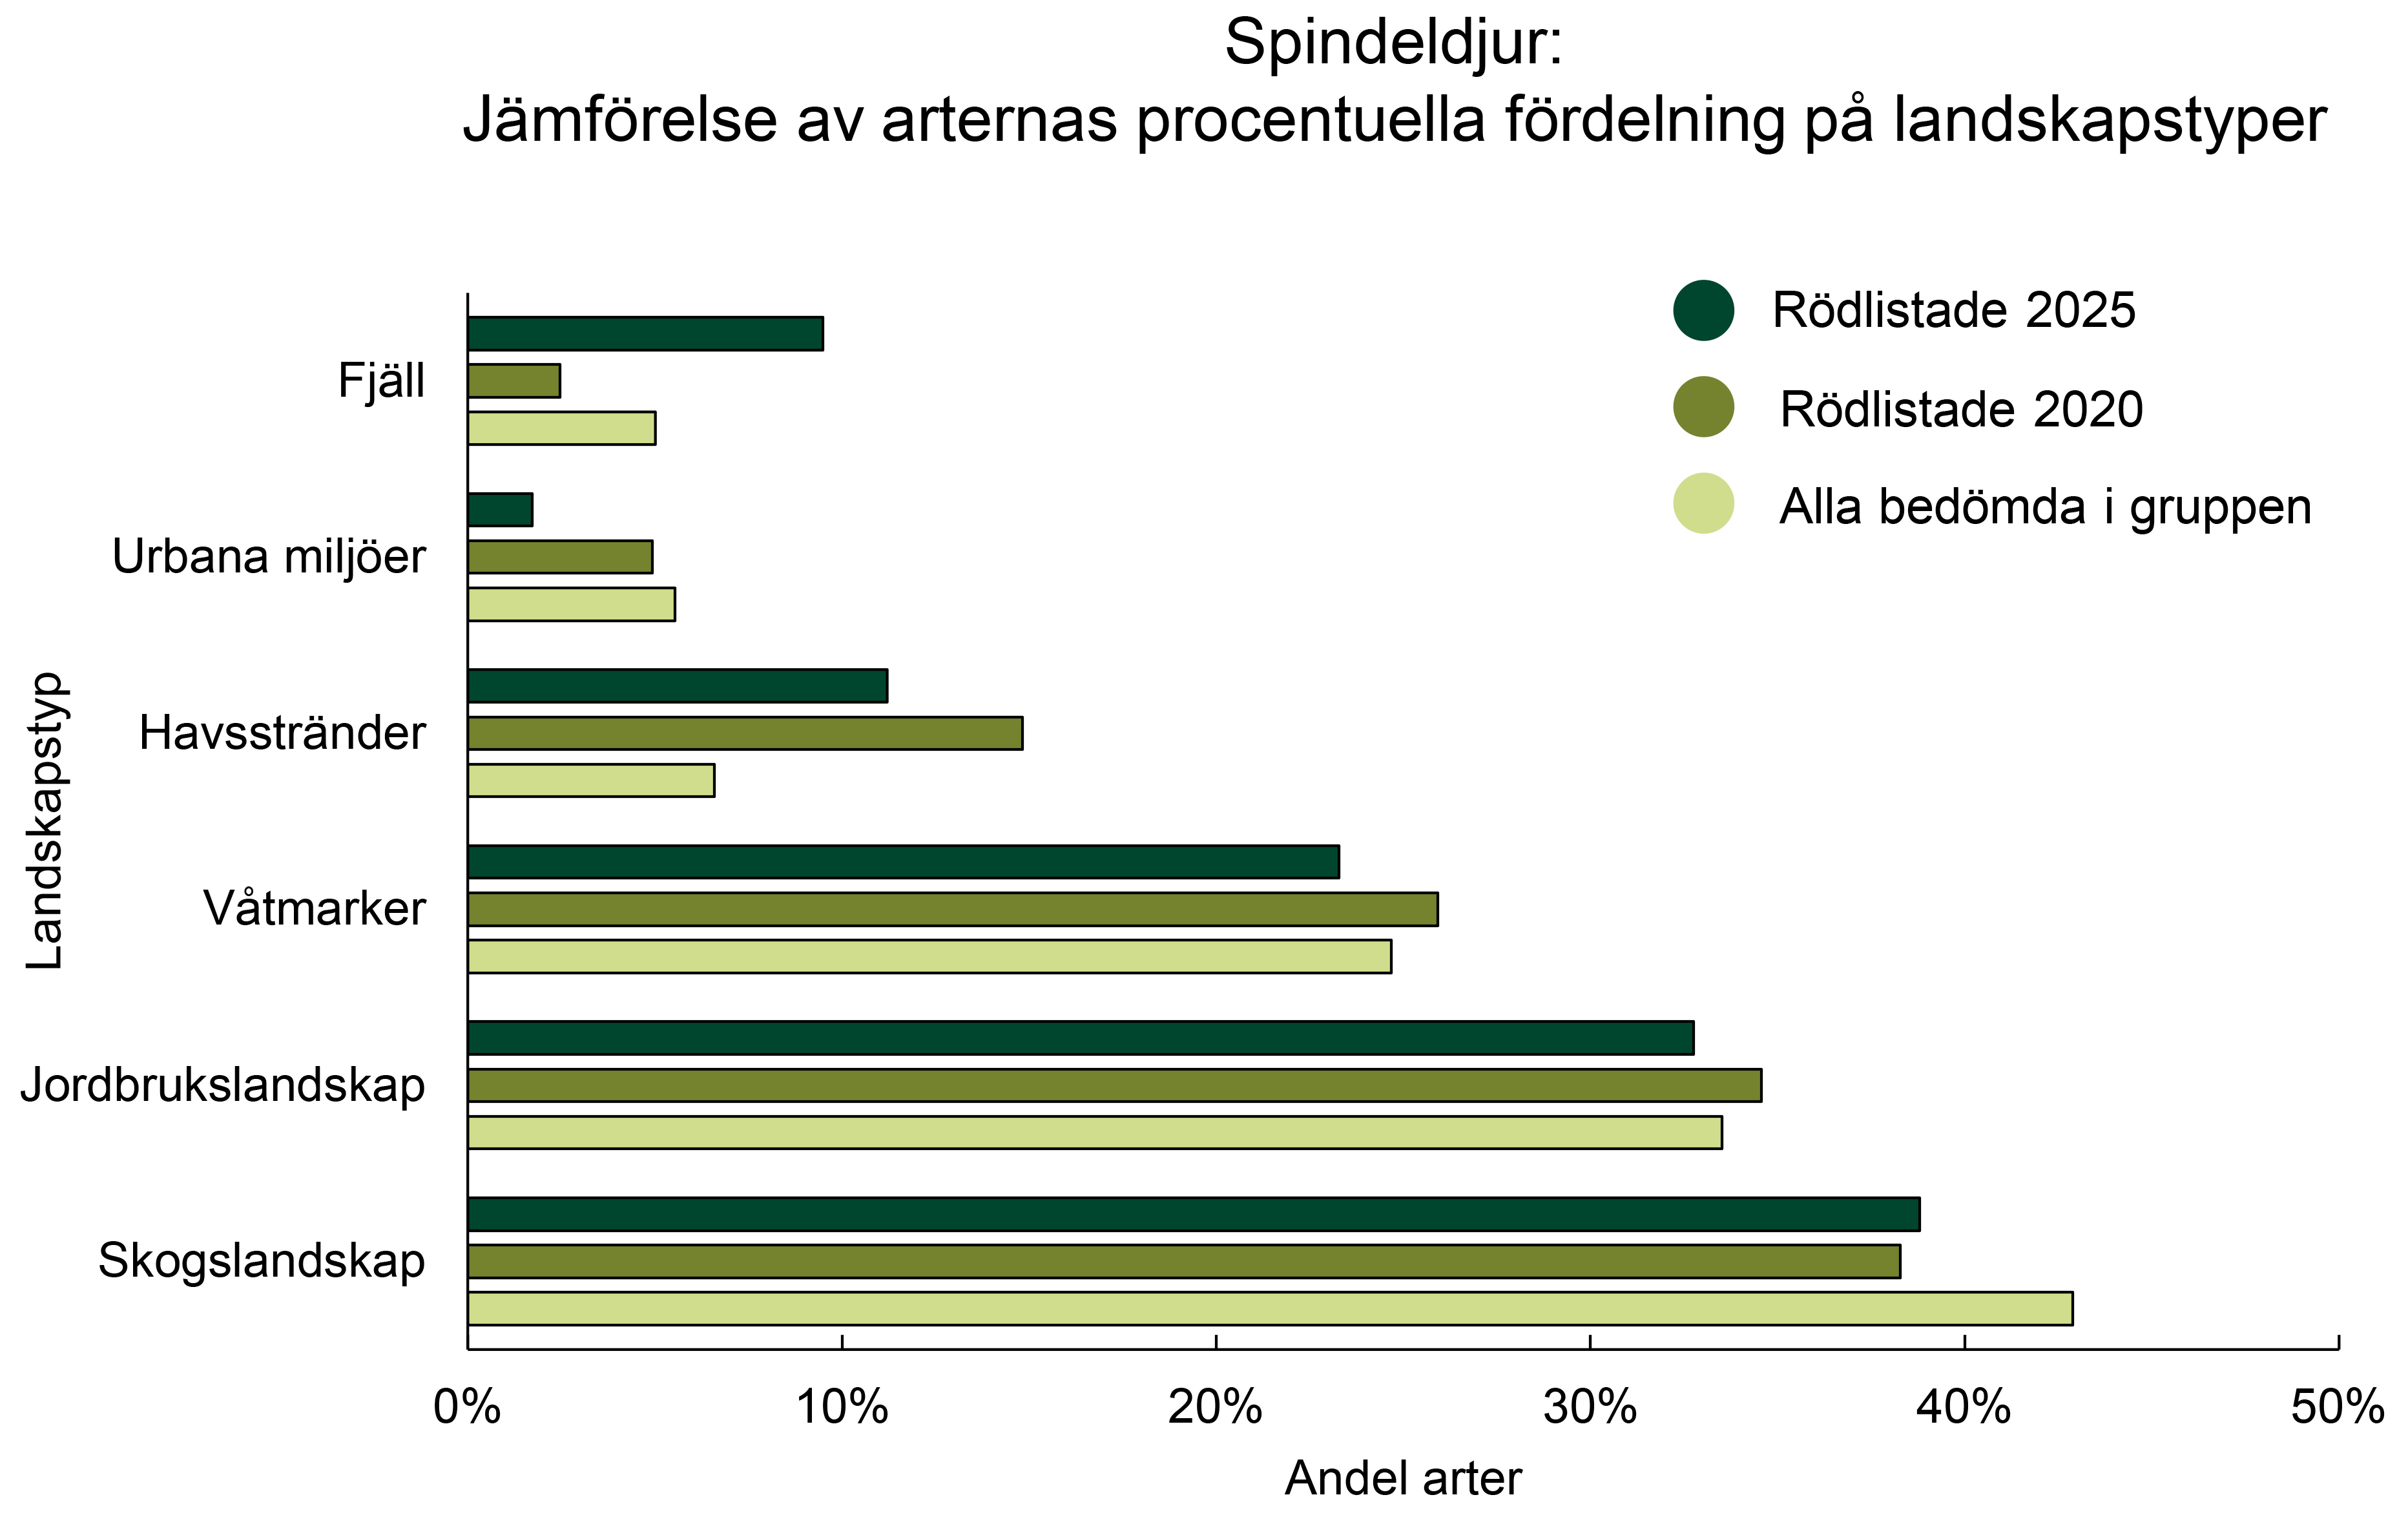 Spindeldjur:
Jämförelse av arternas procentuella fördelning på landskapstyper
Rödlistade 2025
Rödlistade 2020
Alla bedömda i gruppen
Landskapstyp
Fjäll
Urbana miljöer
Havsstränder
Våtmarker
Jordbrukslandskap
Skogslandskap
0% 10% 20% 30% 40% 50%
Andel arter